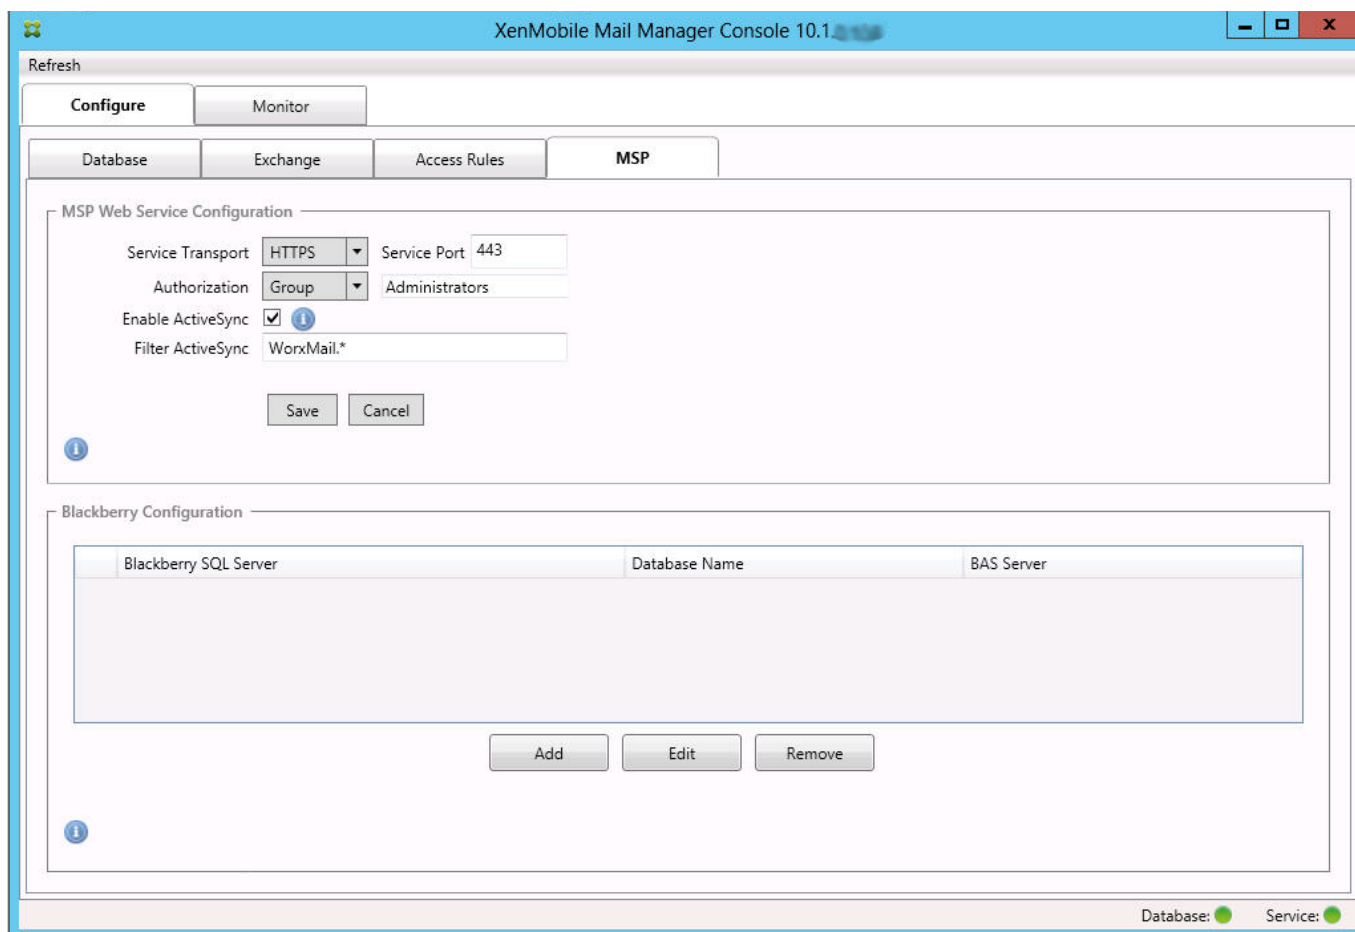 XenMobile Mail Manager Console 10.1.
Refresh
Configure Monitor
Database Exchange Access Rules MSP
MSP Web Service Configuration
Service Transport HTTPS Service Port 443
Authorization Group Administrators
Enable ActiveSync
Filter ActiveSync WorxMail.*
Save Cancel
Blackberry Configuration
Blackberry SQL Server Database Name BAS Server
Add Edit Remove
Database: Service: